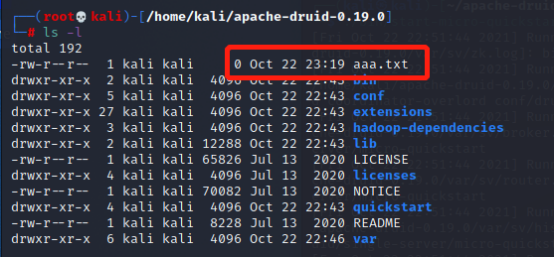 ┌──(root💀kali)-[/home/kali/apache-druid-0.19.0]
└─# ls -l
total 192
-rw-r--r-- 1 kali kali 0 Oct 22 23:19 aaa.txt
drwxr-xr-x 2 kali kali 4096 Oct 22 22:43 bin
drwxr-xr-x 5 kali kali 4096 Oct 22 22:43 conf
drwxr-xr-x 27 kali kali 4096 Oct 22 22:43 extensions
drwxr-xr-x 3 kali kali 4096 Oct 22 22:43 hadoop-dependencies
drwxr-xr-x 2 kali kali 12288 Oct 22 22:43 lib
-rw-r--r-- 1 kali kali 65826 Jul 13 2020 LICENSE
drwxr-xr-x 4 kali kali 4096 Oct 22 22:43 licenses
-rw-r--r-- 1 kali kali 70082 Jul 13 2020 NOTICE
drwxr-xr-x 4 kali kali 4096 Oct 22 22:43 quickstart
-rw-r--r-- 1 kali kali 8228 Jul 13 2020 README
drwxr-xr-x 6 kali kali 4096 Oct 22 22:46 var